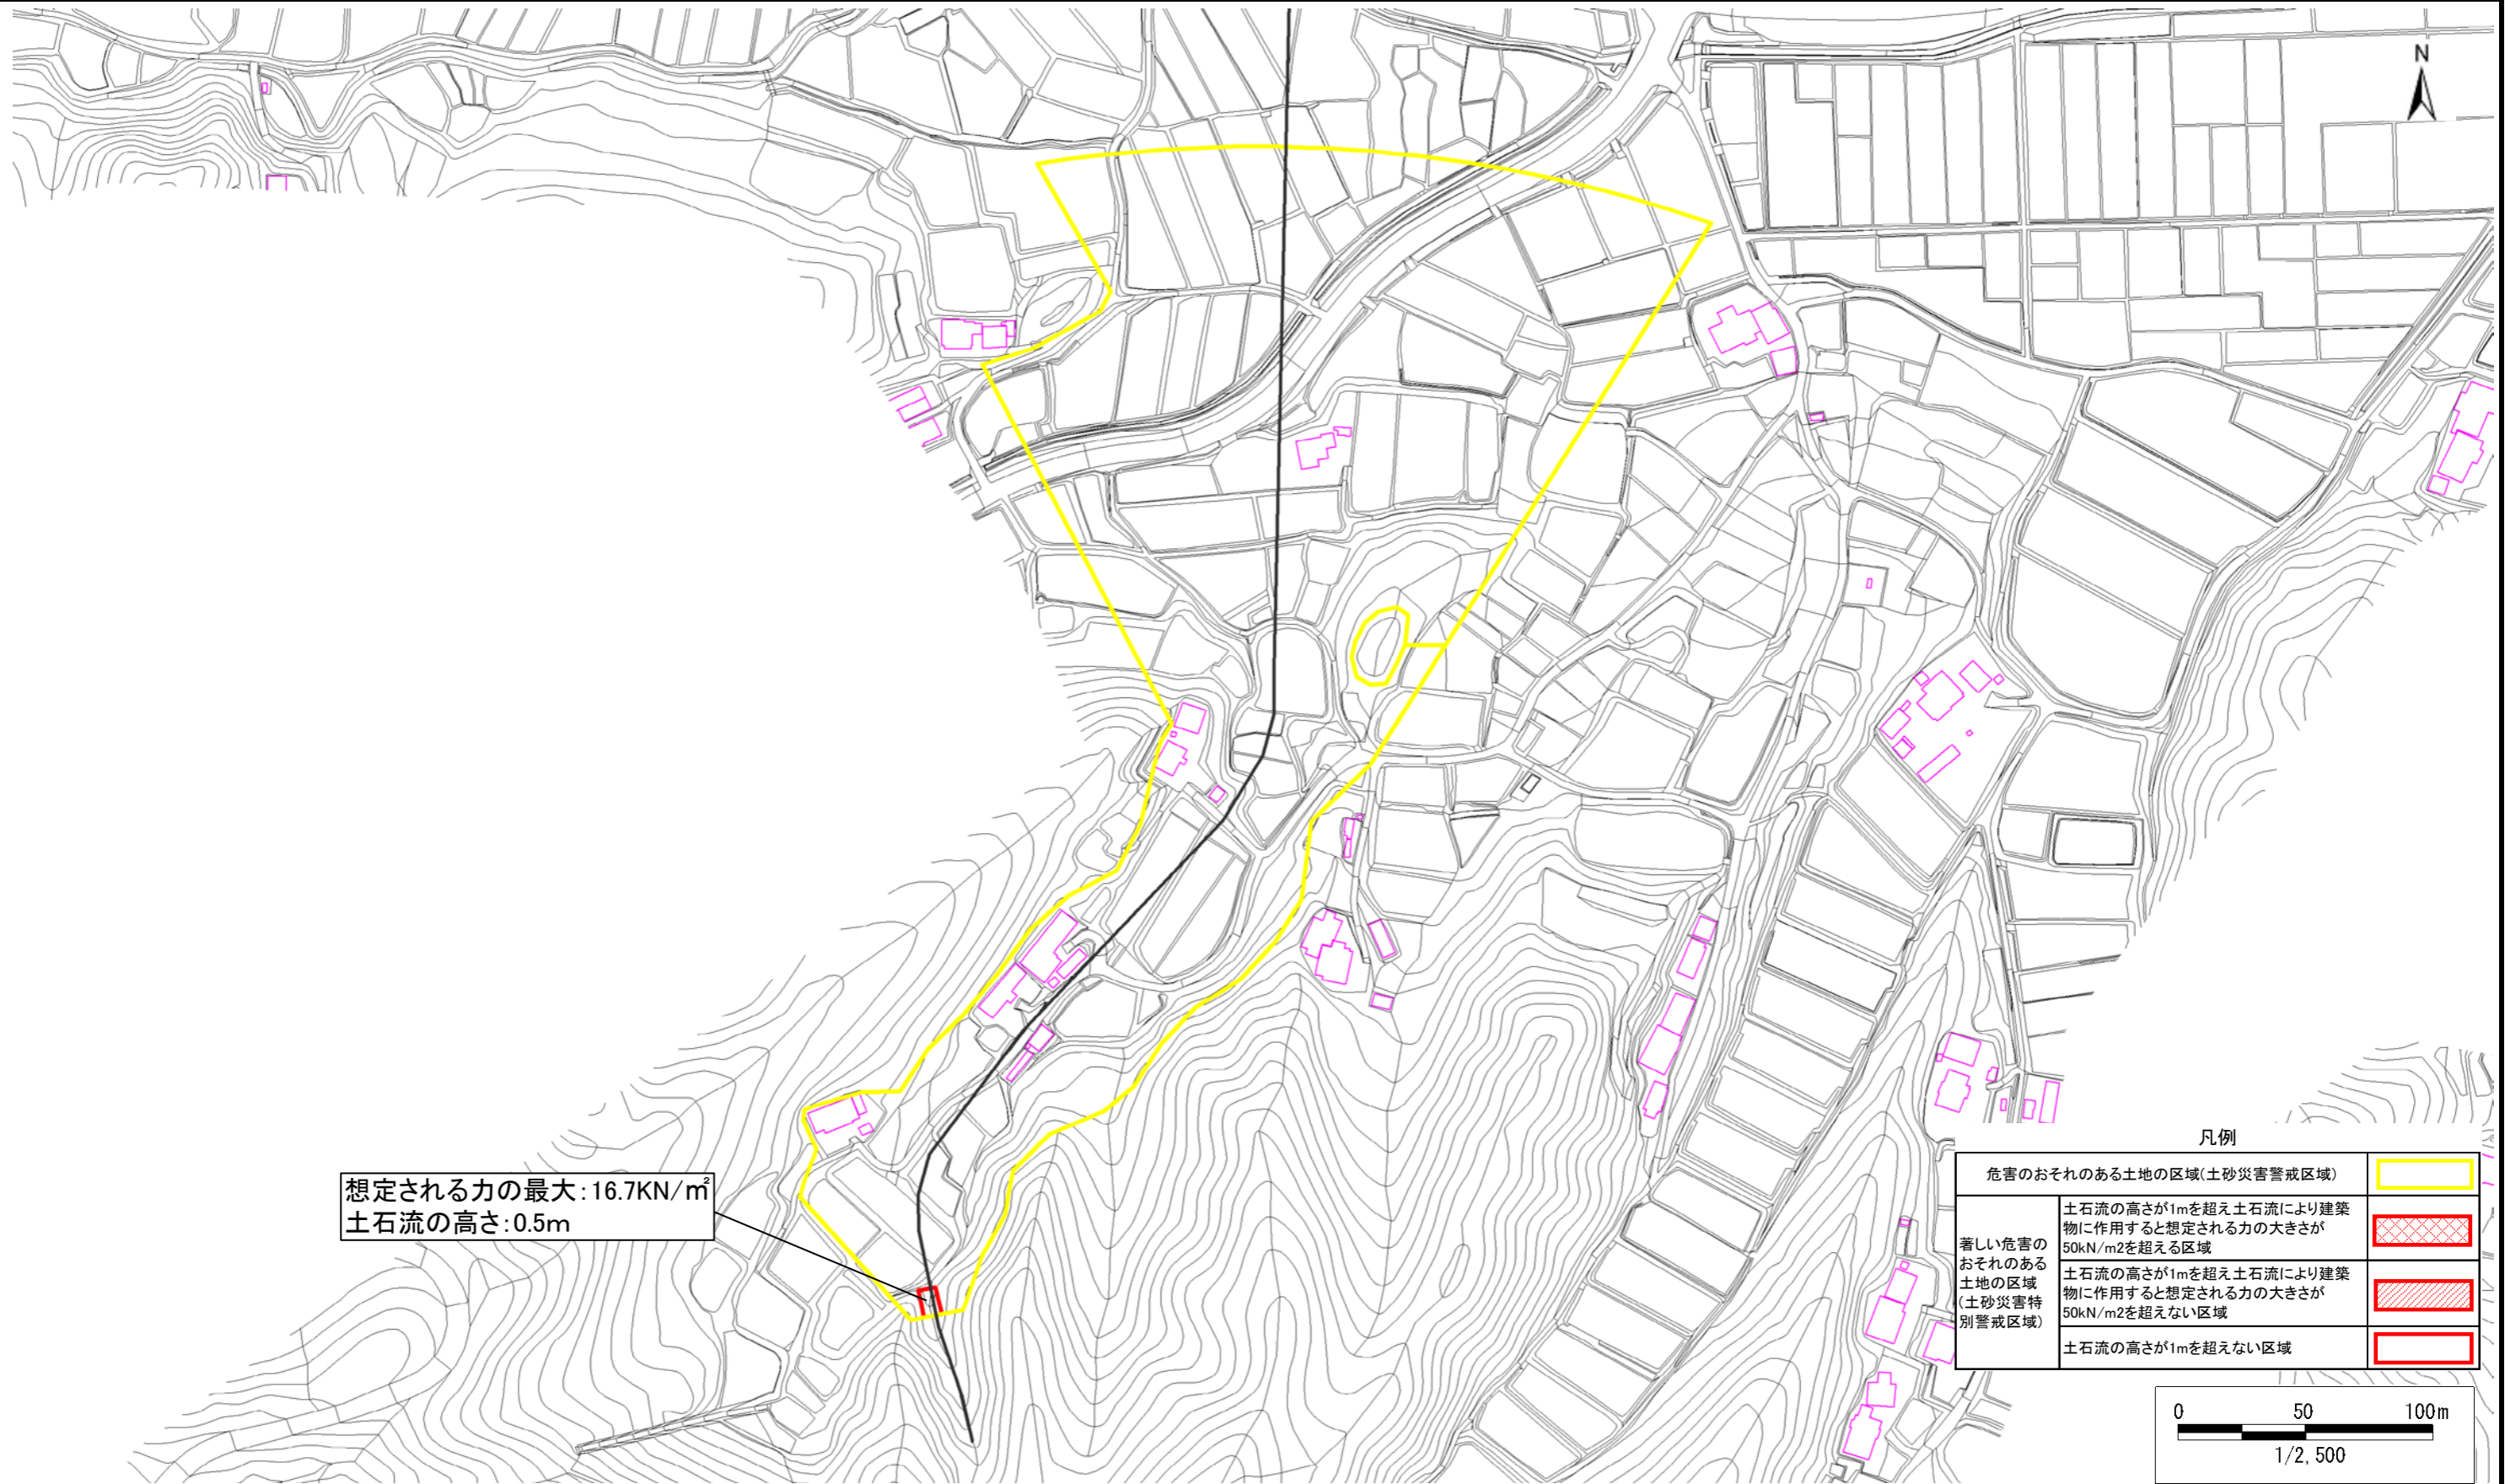 N
想定される力の最大:16.7KN/㎡
土石流の高さ:0.5m
凡例
危害のおそれのある土地の区域(土砂災害警戒区域)
著しい危害の
おそれのある
土地の区域
(土砂災害特
別警戒区域)
土石流の高さが1mを超え土石流により建築
物に作用すると想定される力の大きさが
50kN/m2を超える区域
土石流の高さが1mを超え土石流により建築
物に作用すると想定される力の大きさが
50kN/m2を超えない区域
土石流の高さが1mを超えない区域
0 50 100m
1/2,500